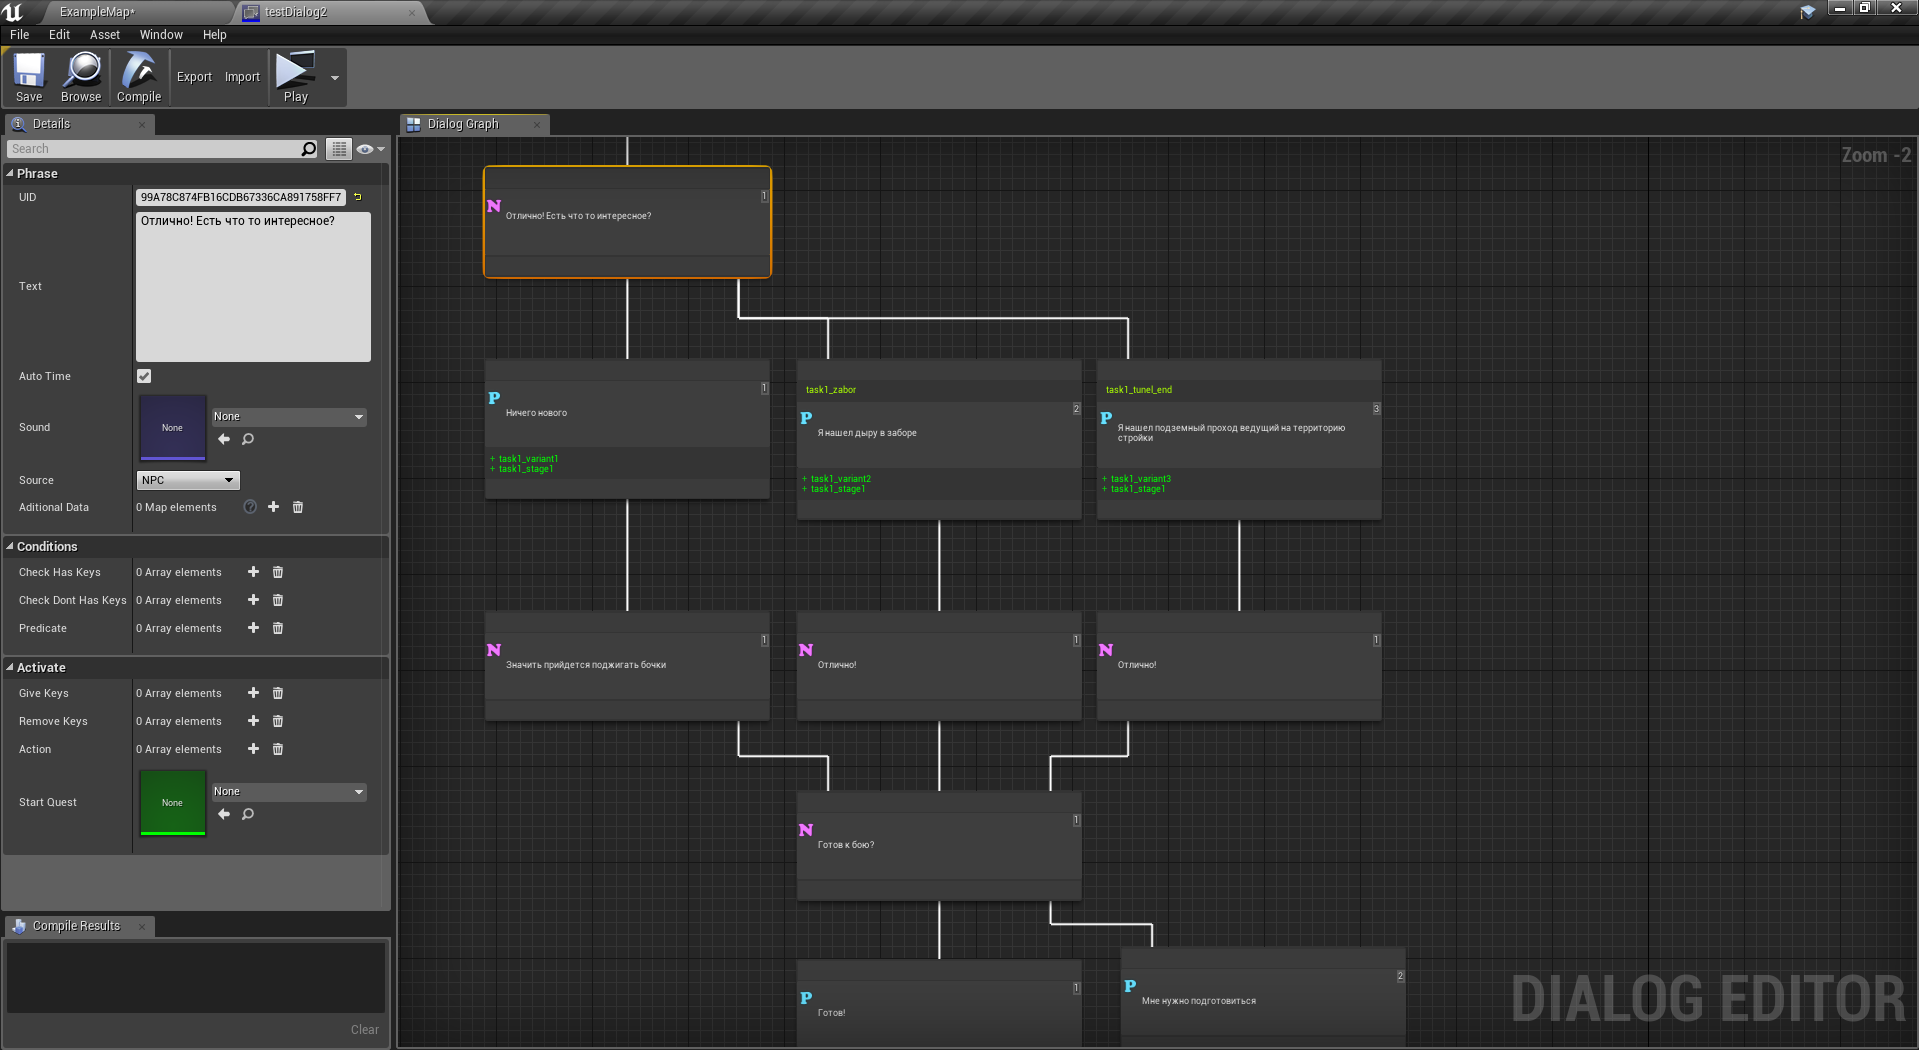 ExampleMap*
testDialog2
File Edit Asset Window Help
Save Browse Compile Export Import Play
Details
Search
Phrase
UID 99A78C874FB16CDB67336CA891758FF7
Text Отлично! Есть что то интересное?
Auto Time
Sound None None
Source NPC
Aditional Data 0 Map elements
Conditions
Check Has Keys 0 Array elements
Check Dont Has Keys 0 Array elements
Predicate 0 Array elements
Activate
Give Keys 0 Array elements
Remove Keys 0 Array elements
Action 0 Array elements
Start Quest None None
Compile Results
Clear
Dialog Graph
Zoom -2
1
N
Отлично! Есть что то интересное?
1
P
Ничего нового
+ task1_variant1
+ task1_stage1
task1_zabor
2
P
Я нашел дыру в заборе
+ task1_variant2
+ task1_stage1
task1_tunel_end
3
P
Я нашел подземный проход ведущий на территорию
стройки
+ task1_variant3
+ task1_stage1
1
N
Значить прийдется поджигать бочки
1
N
Отлично!
1
N
Отлично!
1
N
Готов к бою?
1
P
Готов!
2
P
Мне нужно подготовиться
DIALOG EDITOR